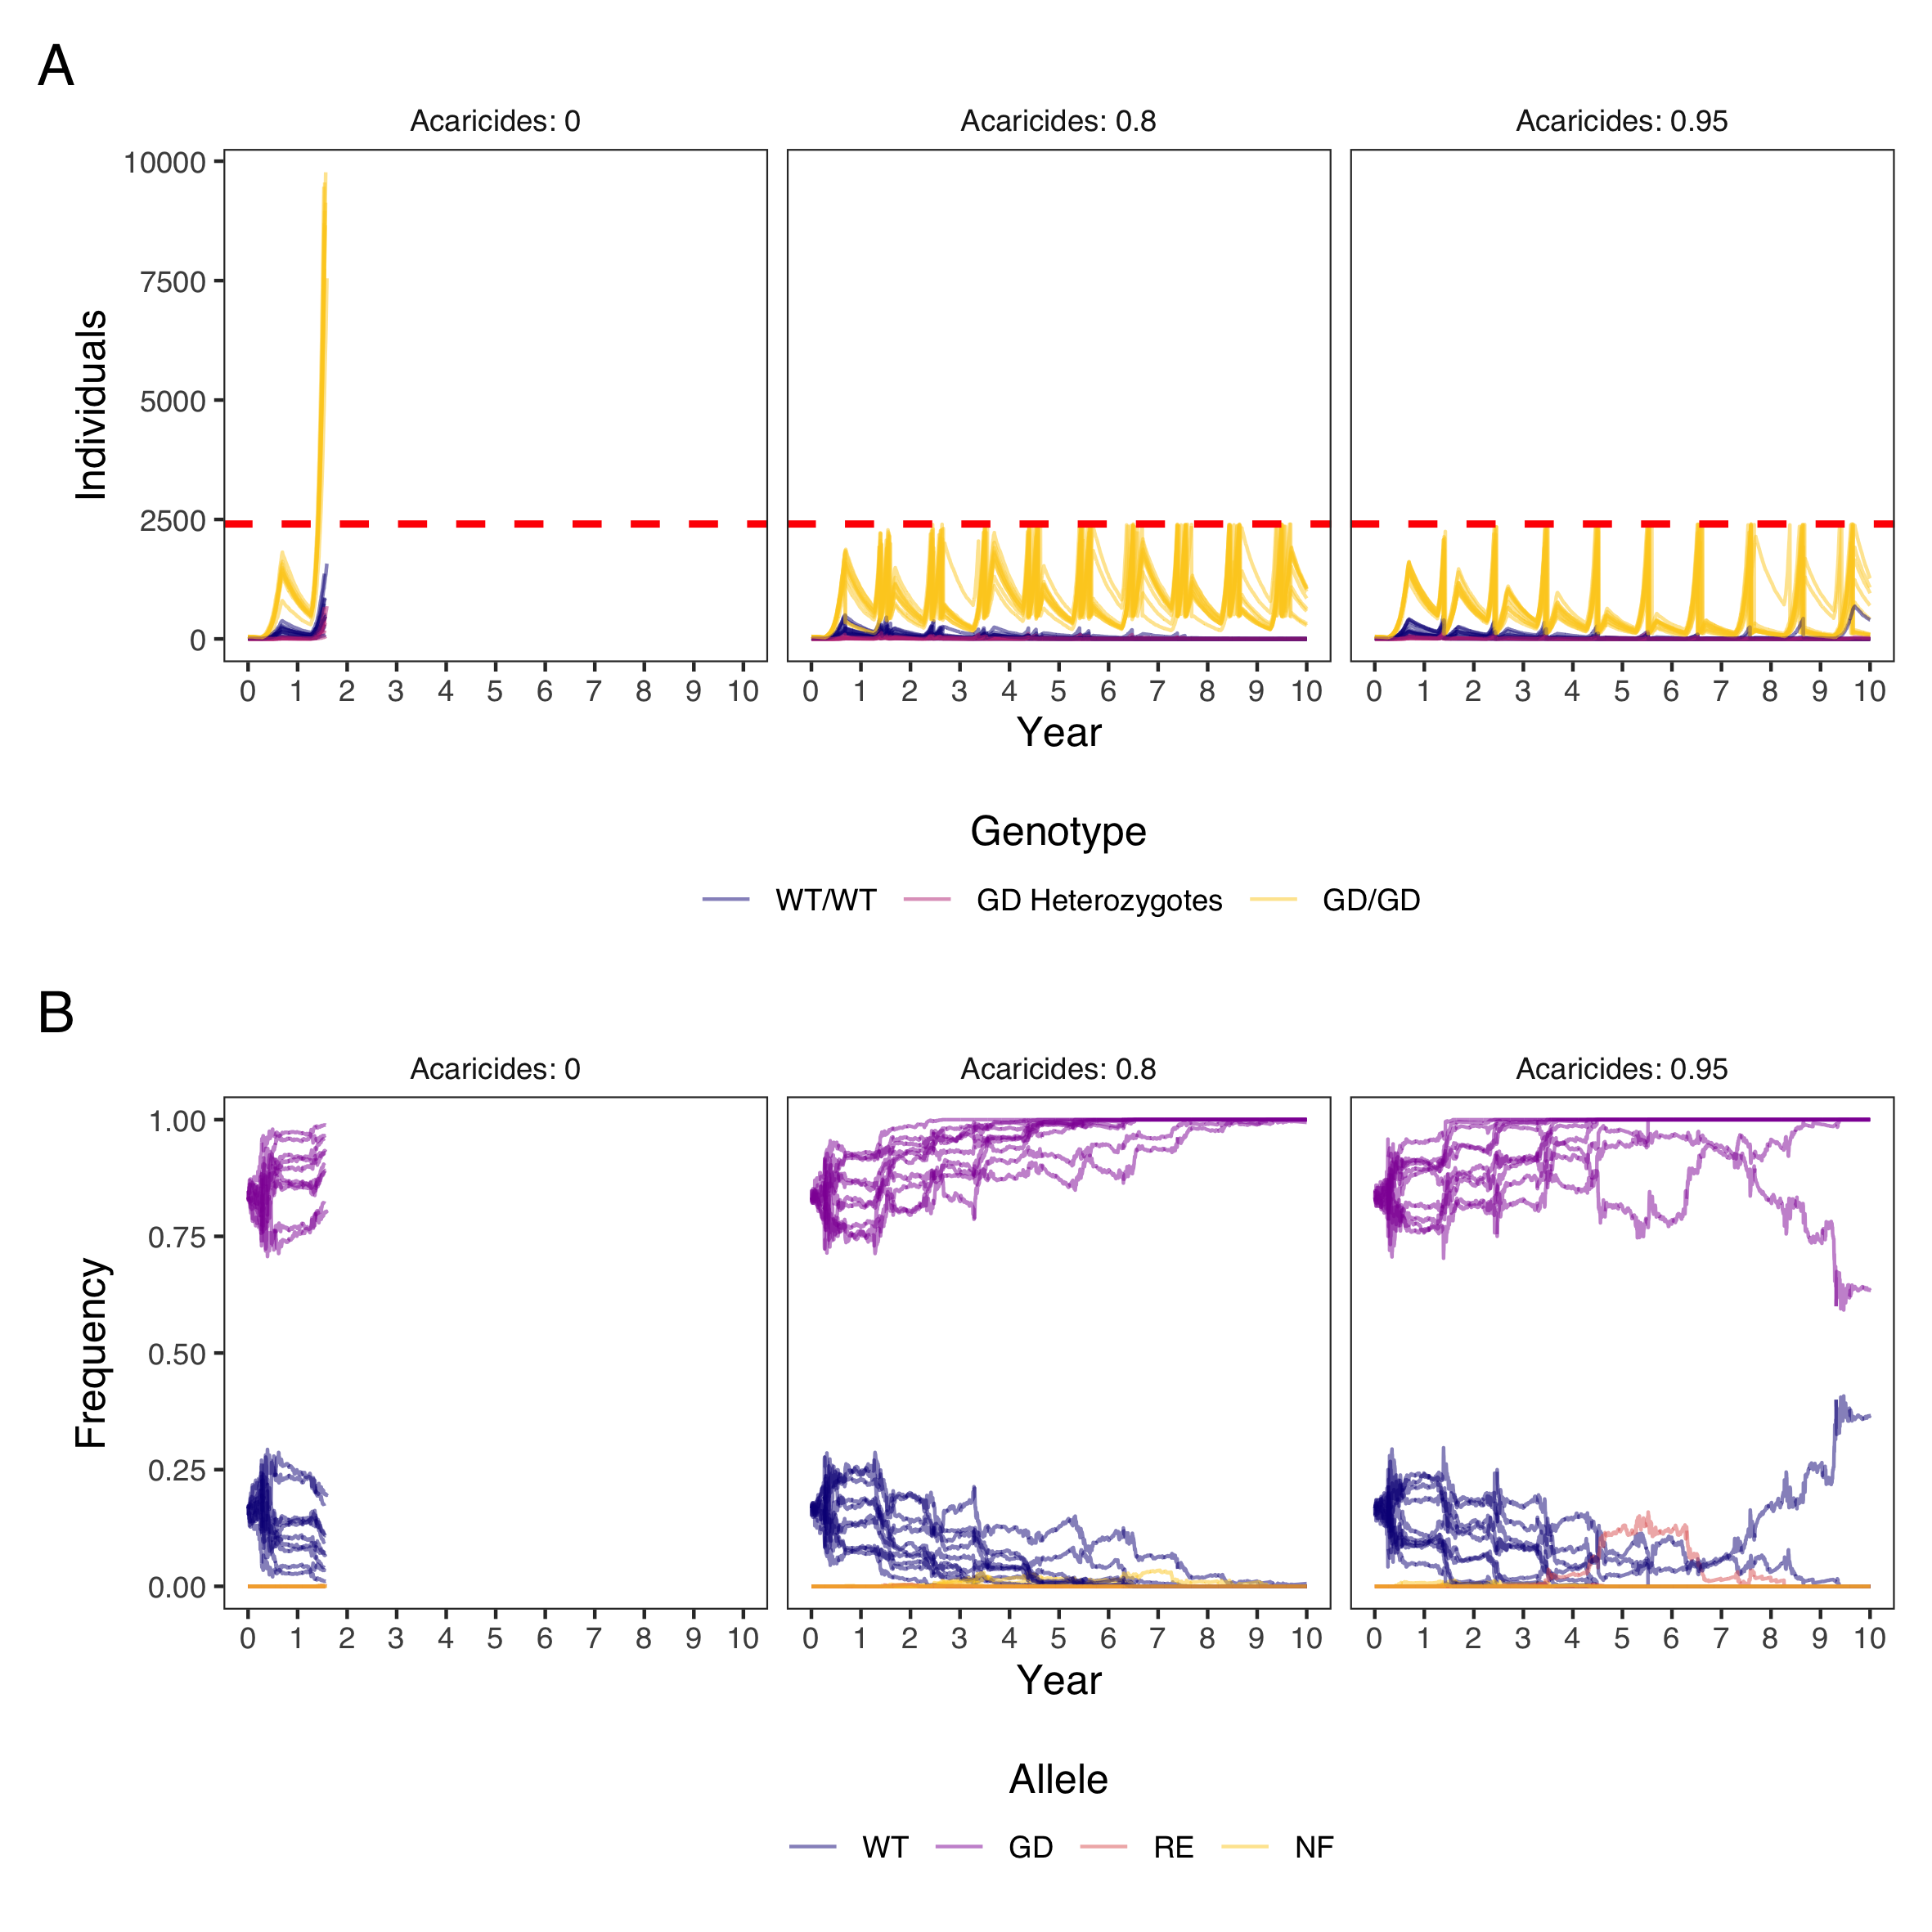 A
Acaricides: 0 Acaricides: 0.8 Acaricides: 0.95
Individuals
10000
7500
5000
2500
0
0 1 2 3 4 5 6 7 8 9 10 0 1 2 3 4 5 6 7 8 9 10 0 1 2 3 4 5 6 7 8 9 10
Year
Genotype
WT/WT GD Heterozygotes GD/GD
B
Acaricides: 0 Acaricides: 0.8 Acaricides: 0.95
Frequency
1.00
0.75
0.50
0.25
0.00
0 1 2 3 4 5 6 7 8 9 10 0 1 2 3 4 5 6 7 8 9 10 0 1 2 3 4 5 6 7 8 9 10
Year
Allele
WT GD RE NF